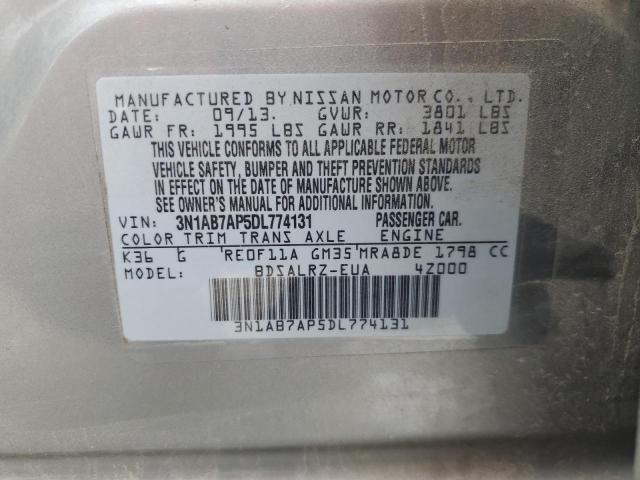 MANUFACTURED BY NISSAN MOTOR CO., LTD.
DATE: 09/13. GVWR: 3801 LBS
GAWR FR: 1995 LBS GAWR RR: 1841 LBS
THIS VEHICLE CONFORMS TO ALL APPLICABLE FEDERAL MOTOR
VEHICLE SAFETY, BUMPER AND THEFT PREVENTION STANDARDS
IN EFFECT ON THE DATE OF MANUFACTURE SHOWN ABOVE.
SEE OWNER'S MANUAL FOR ADDITIONAL INFORMATION.
VIN: 3N1AB7AP5DL774131 PASSENGER CAR.
COLOR TRIM TRANS AXLE ENGINE
K36 G RE0F11A GM35 MRA8DE 1798 CC
MODEL: BDSALRZ-EUA 4Z000
3N1AB7AP5DL774131